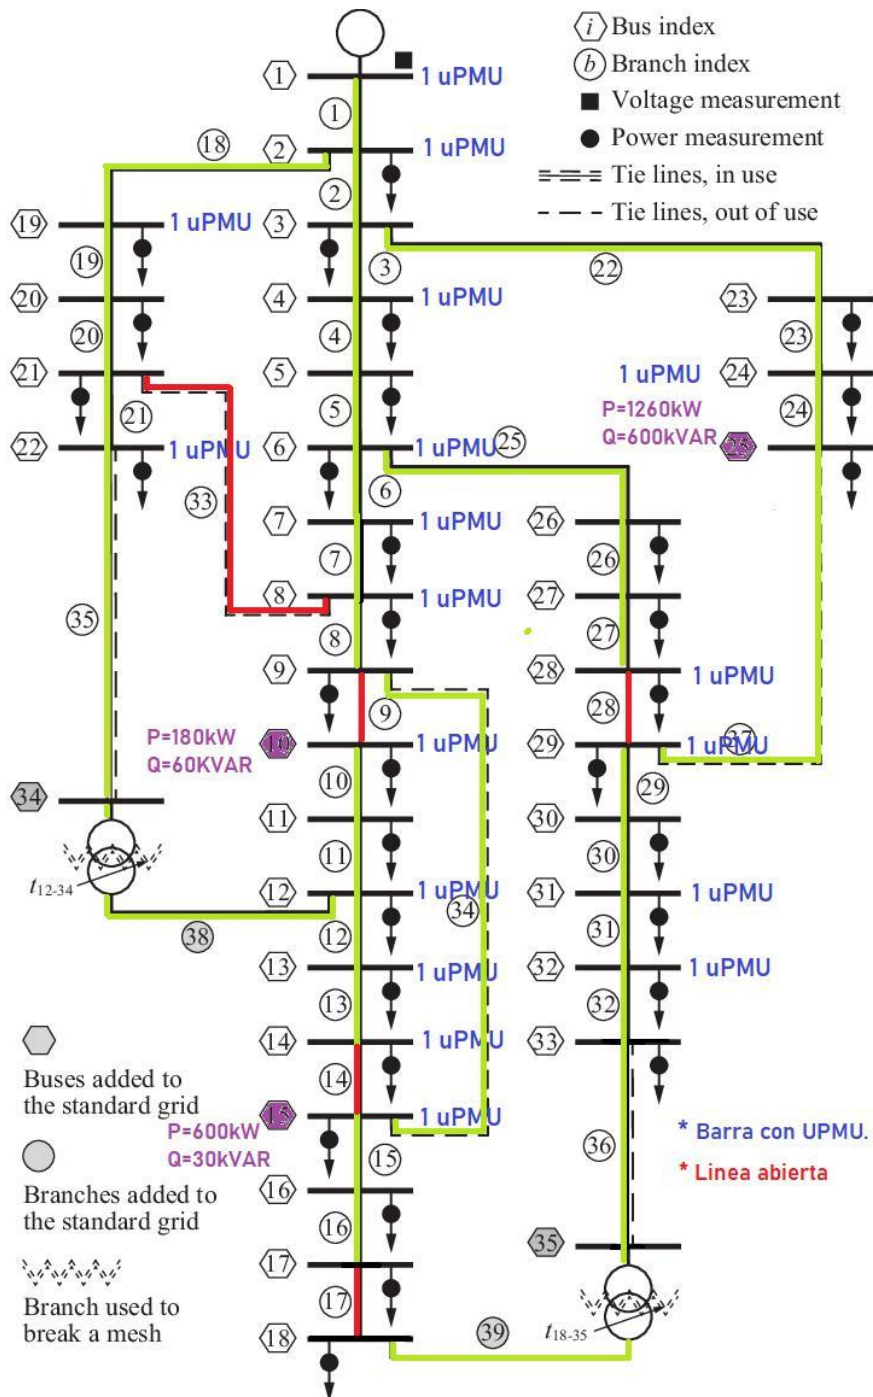 i Bus index
b Branch index
Voltage measurement
Power measurement
Tie lines, in use
Tie lines, out of use
1 1 uPMU
1
18 2 1 uPMU
2
19 1 uPMU 3
19 3 22
20 4 1 uPMU 23
20 4 23
21 5 1 uPMU 24
P=1260kW
21 5 24
Q=600kVAR
22 1 uPMU 6 1 uPMU 25 25
33 6
7 1 uPMU 26
7 26
8 1 uPMU 27
35 8 27
9 28 1 uPMU
9 28
P=180kW
Q=60KVAR
10 1 uPMU 29 1 uPMU 37
10 29
34 11 30
11 30
t12-34
12 1 uPMU 31 1 uPMU
34
38 12 31
13 1 uPMU 32 1 uPMU
13 32
14 1 uPMU 33
Buses added to
the standard grid
14
15 1 uPMU
P=600kW
Q=30kVAR
15 36
* Barra con UPMU.
* Linea abierta
Branches added to
the standard grid
16
16
35
17
17
Branch used to
break a mesh
18 39
t18-35